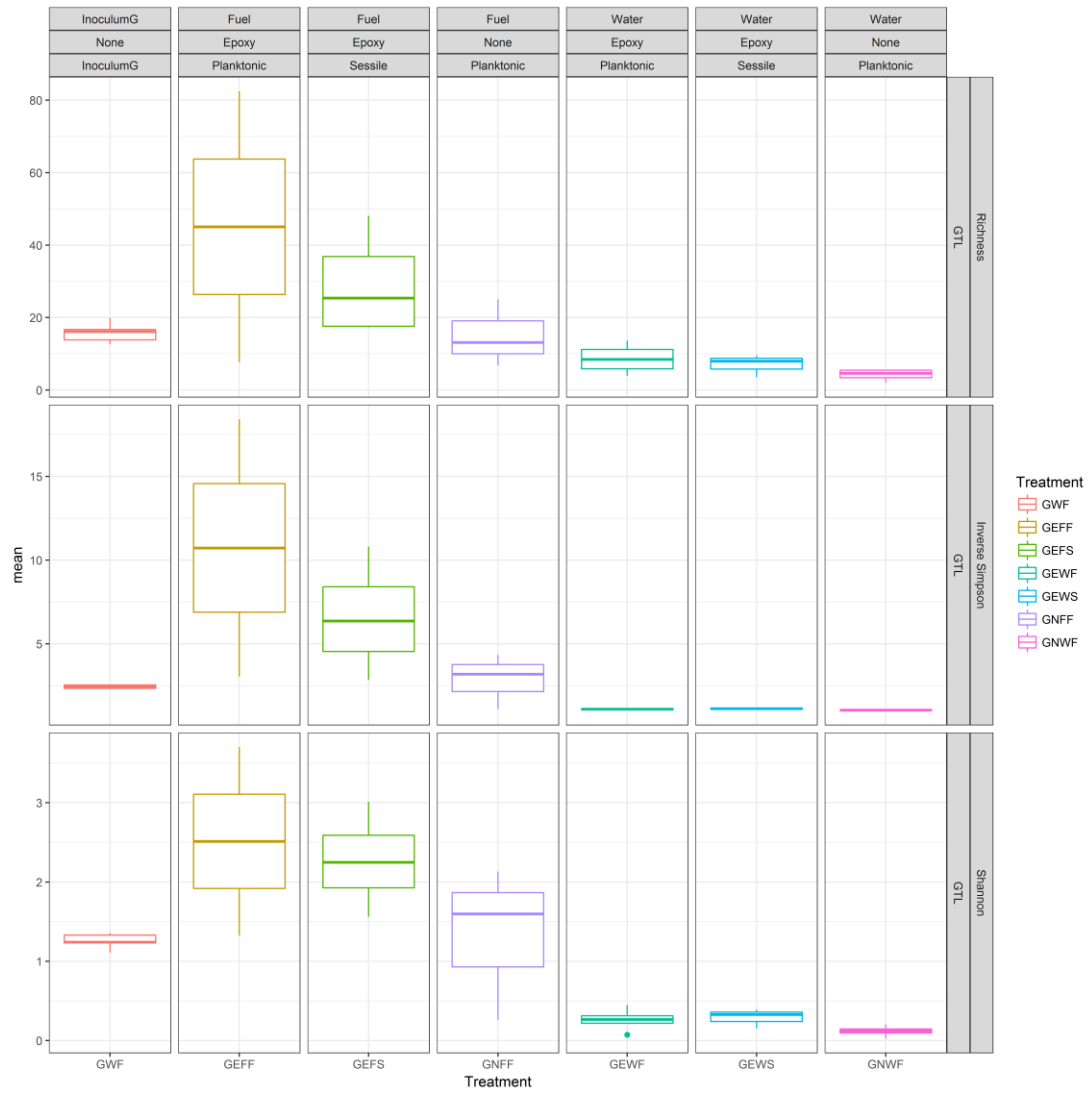 InoculumG Fuel Fuel Fuel Water Water Water
None Epoxy Epoxy None Epoxy Epoxy None
InoculumG Planktonic Sessile Planktonic Planktonic Sessile Planktonic
80
60
40
20
0
GTL
Richness
15
10
5
GTL
Inverse Simpson
mean
3
2
1
0
GTL
Shannon
GWF GEFF GEFS GNFF GEWF GEWS GNWF
Treatment
Treatment
GWF
GEFF
GEFS
GEWF
GEWS
GNFF
GNWF